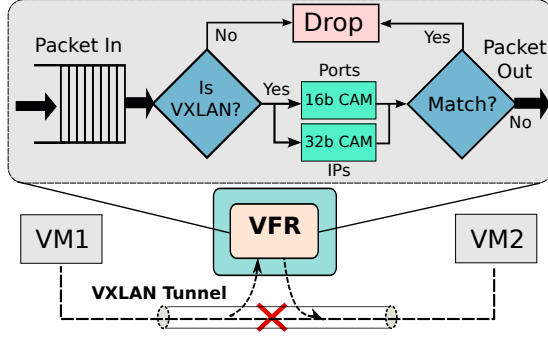 Packet In
No
Drop
Yes
Packet
Out
Is
VXLAN?
Yes
Ports
16b CAM
32b CAM
IPs
Match?
No
VM1
VFR
VM2
VXLAN Tunnel